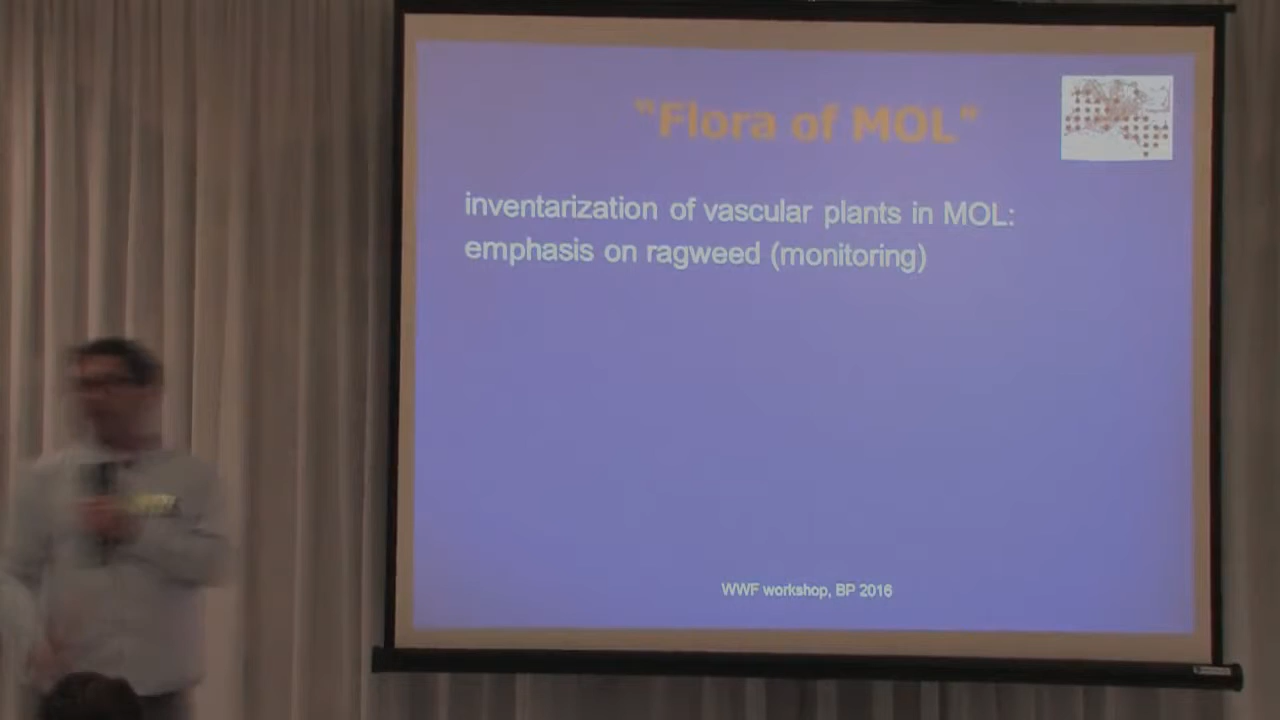 "Flora of MOL"
inventarization of vascular plants in MOL:
emphasis on ragweed (monitoring)
WWF workshop, BP 2016